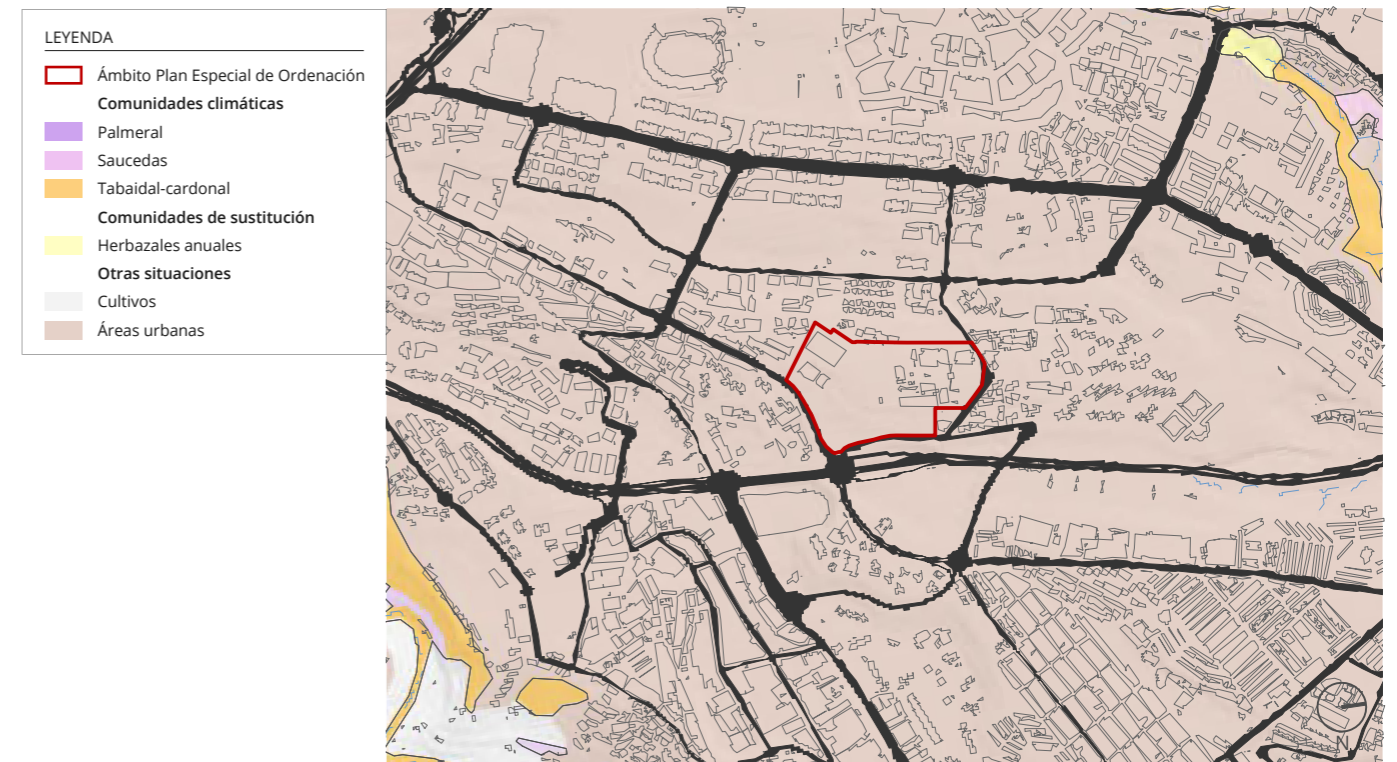 LEYENDA
Ámbito Plan Especial de Ordenación
Comunidades climáticas
Palmeral
Saucedas
Tabaidal-cardonal
Comunidades de sustitución
Herbazales anuales
Otras situaciones
Cultivos
Áreas urbanas
N